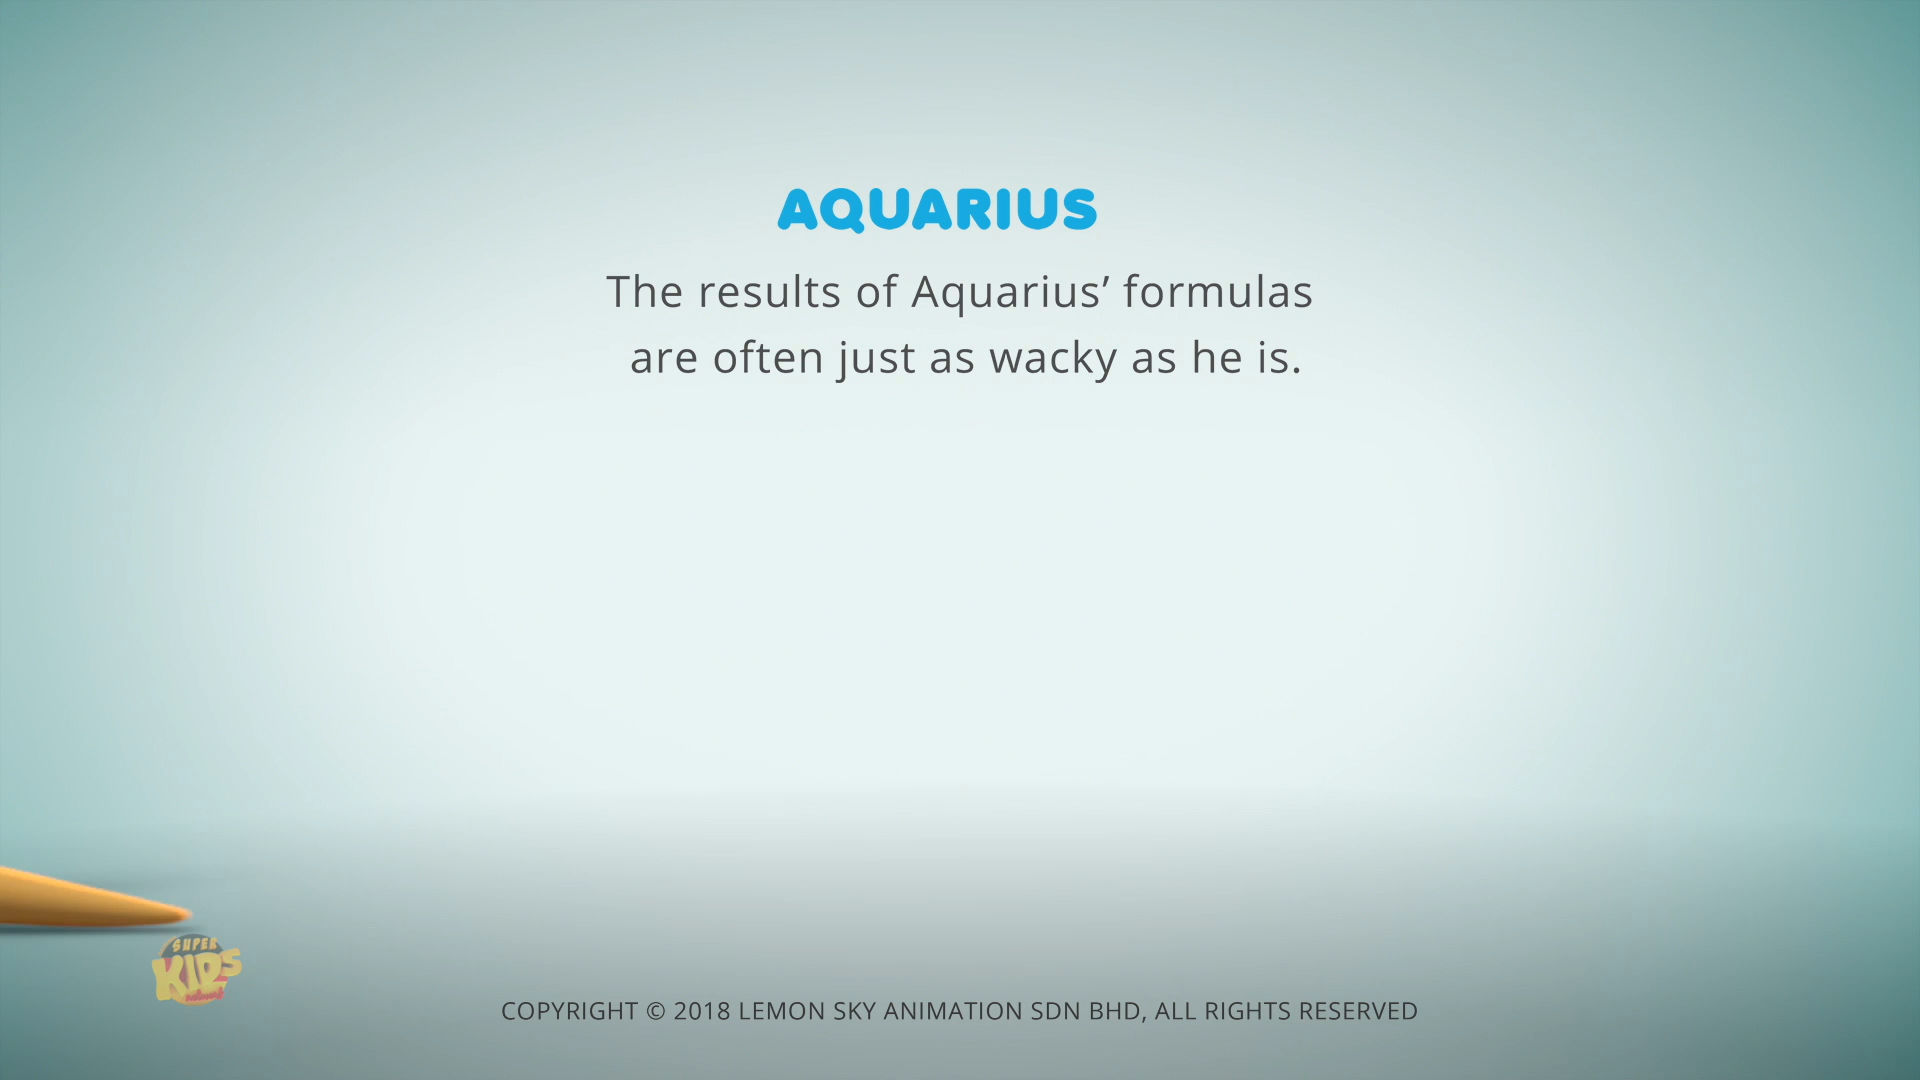 AQUARIUS
The results of Aquarius’ formulas
are often just as wacky as he is.
SUPER
KIDS
network
COPYRIGHT © 2018 LEMON SKY ANIMATION SDN BHD, ALL RIGHTS RESERVED